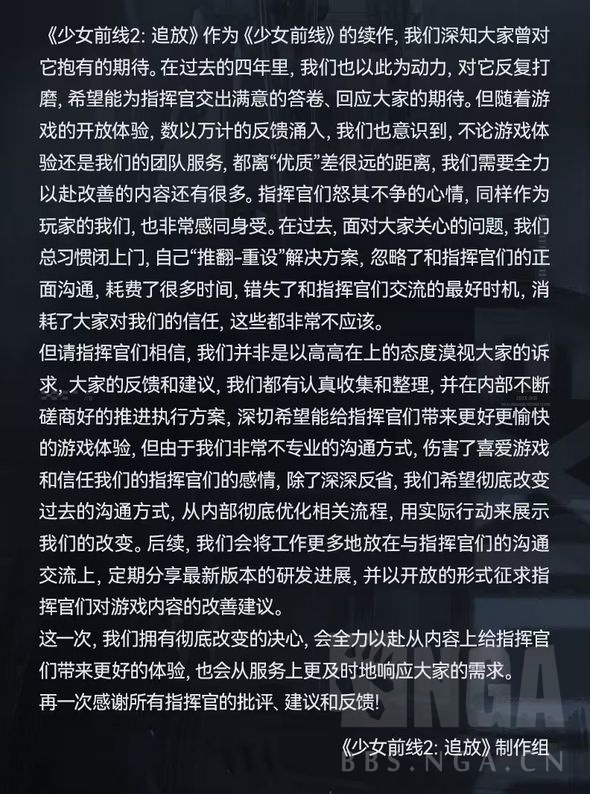 《少女前线2：追放》作为《少女前线》的续作，我们深知大家曾对
它抱有的期待。在过去的四年里，我们也以此为动力，对它反复打
磨，希望能为指挥官交出满意的答卷、回应大家的期待。但随着游
戏的开放体验，数以万计的反馈涌入，我们也意识到，不论游戏体
验还是我们的团队服务，都离“优质”差很远的距离，我们需要全力
以赴改善的内容还有很多。指挥官们怒其不争的心情，同样作为
玩家的我们，也非常感同身受。在过去，面对大家关心的问题，我们
总习惯闭上门，自己“推翻-重设”解决方案，忽略了和指挥官们的正
面沟通，耗费了很多时间，错失了和指挥官们交流的最好时机，消
耗了大家对我们的信任，这些都非常不应该。
但请指挥官们相信，我们并非是以高高在上的态度漠视大家的诉
求，大家的反馈和建议，我们都有认真收集和整理，并在内部不断
磋商好的推进执行方案，深切希望能给指挥官们带来更好更愉快
的游戏体验，但由于我们非常不专业的沟通方式，伤害了喜爱游戏
和信任我们的指挥官们的感情，除了深深反省，我们希望彻底改变
过去的沟通方式，从内部彻底优化相关流程，用实际行动来展示
我们的改变。后续，我们会将工作更多地放在与指挥官们的沟通
交流上，定期分享最新版本的研发进展，并以开放的形式征求指
挥官们对游戏内容的改善建议。
这一次，我们拥有彻底改变的决心，会全力以赴从内容上给指挥官
们带来更好的体验，也会从服务上更及时地响应大家的需求。
再一次感谢所有指挥官的批评、建议和反馈！
《少女前线2：追放》制作组
NGA
BBS.NGA.CN